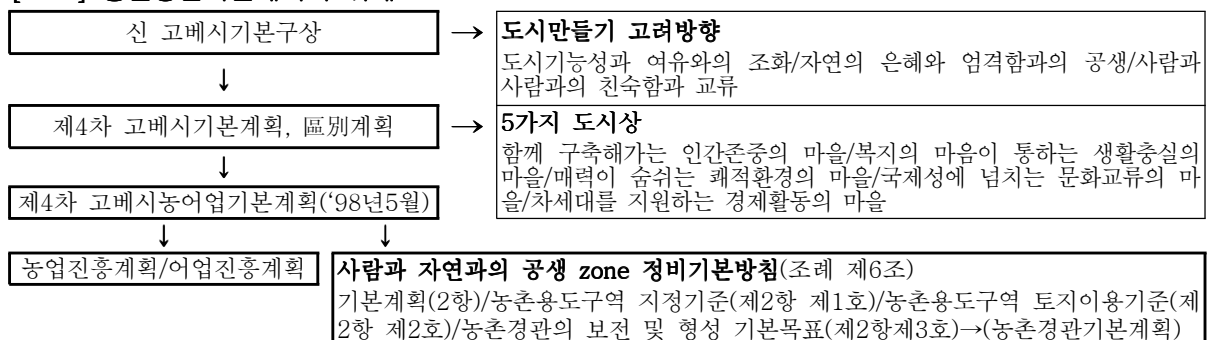 신 고베시기본구상
→
도시만들기 고려방향
도시기능성과 여유와의 조화/자연의 은혜와 엄격함과의 공생/사람과
사람과의 친숙함과 교류
↓
제4차 고베시기본계획, 區別계획
→
5가지 도시상
함께 구축해가는 인간존중의 마을/복지의 마음이 통하는 생활충실의
마을/매력이 숨쉬는 쾌적환경의 마을/국제성에 넘치는 문화교류의 마
을/차세대를 지원하는 경제활동의 마을
↓
제4차 고베시농어업기본계획(‘98년5월)
↓ ↓
농업진흥계획/어업진흥계획
사람과 자연과의 공생 zone 정비기본방침(조례 제6조)
기본계획(2항)/농촌용도구역 지정기준(제2항 제1호)/농촌용도구역 토지이용기준(제
2항 제2호)/농촌경관의 보전 및 형성 기본목표(제2항제3호)→(농촌경관기본계획)